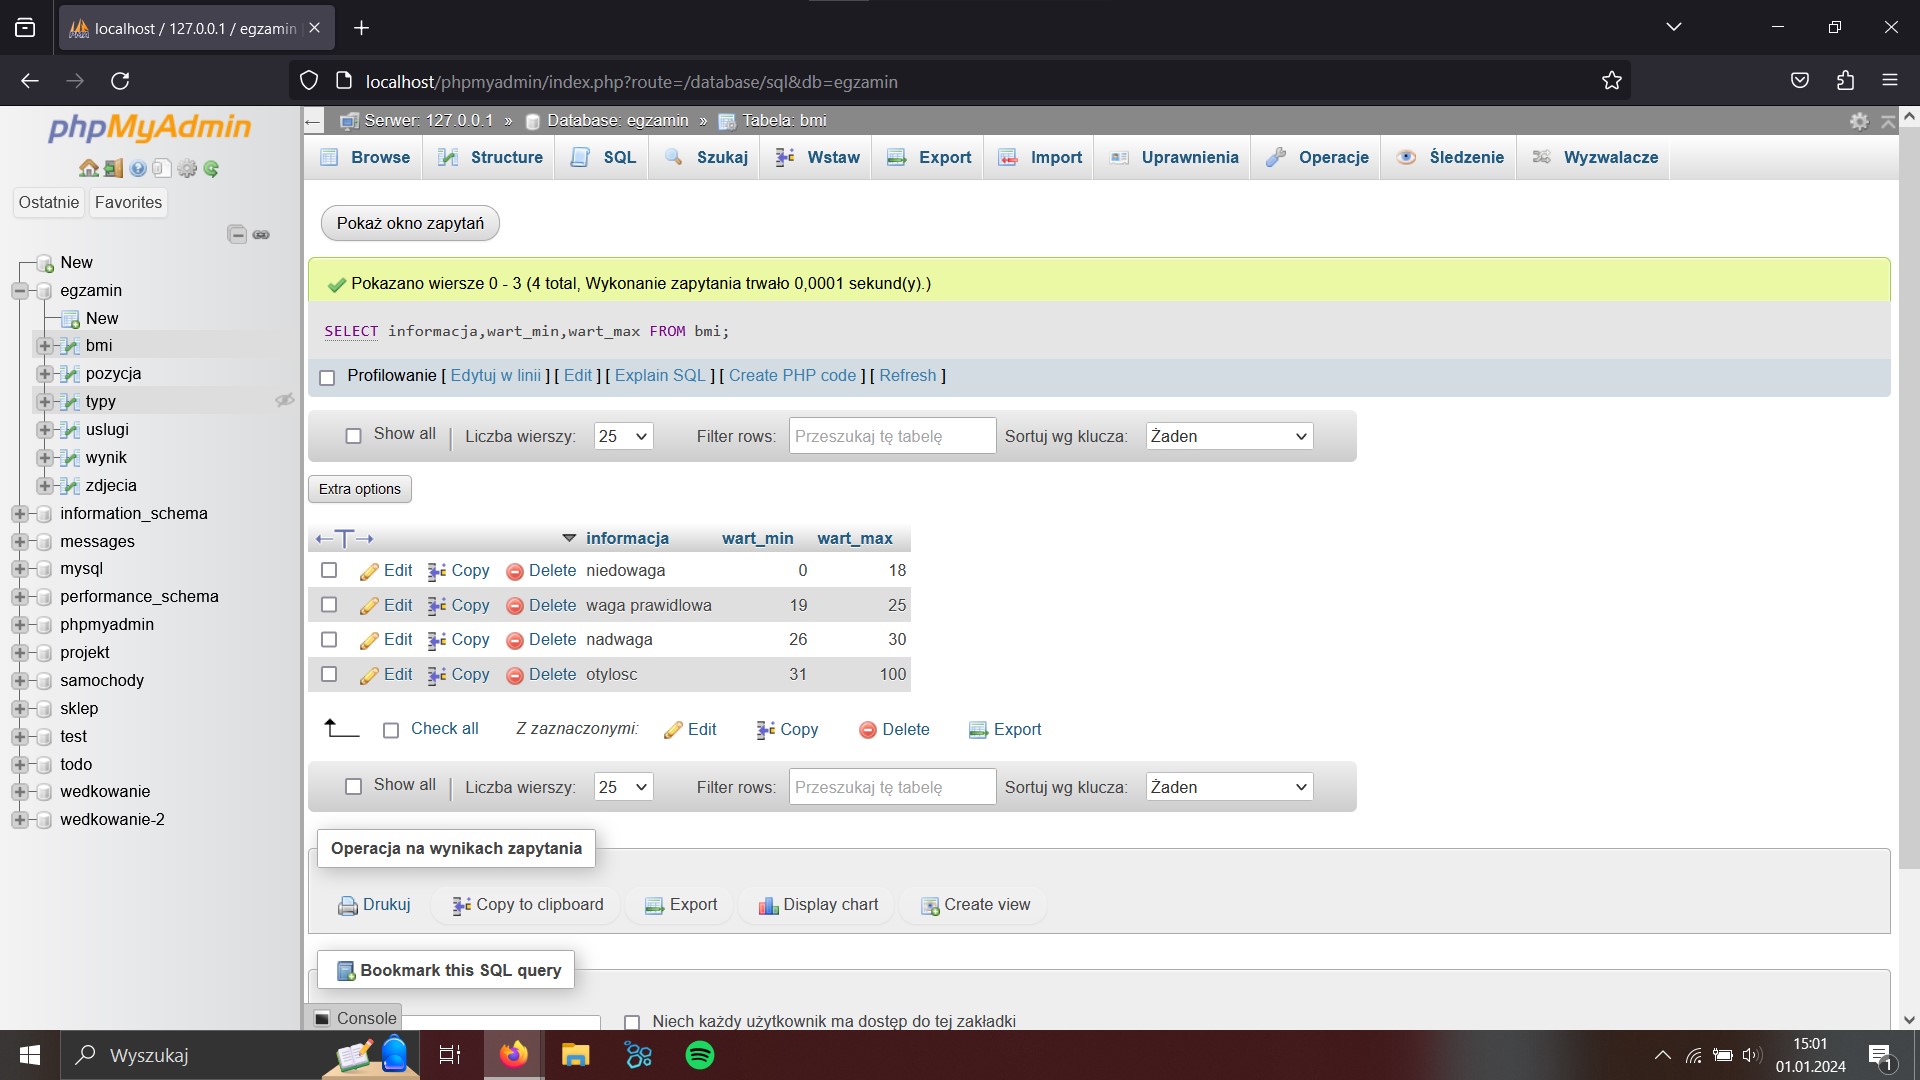 localhost / 127.0.0.1 / egzamin
localhost/phpmyadmin/index.php?route=/database/sql&db=egzamin
phpMyAdmin
Ostatnie Favorites
New
egzamin
New
bmi
pozycja
typy
uslugi
wynik
zdjecia
information_schema
messages
mysql
performance_schema
phpmyadmin
projekt
samochody
sklep
test
todo
wedkowanie
wedkowanie-2
Serwer: 127.0.0.1 » Database: egzamin » Tabela: bmi
Browse Structure SQL Szukaj Wstaw Export Import Uprawnienia Operacje Śledzenie Wyzwalacze
Pokaż okno zapytań
Pokazano wiersze 0 - 3 (4 total, Wykonanie zapytania trwało 0,0001 sekund(y).)
SELECT informacja,wart_min,wart_max FROM bmi;
Profilowanie [ Edytuj w linii ] [ Edit ] [ Explain SQL ] [ Create PHP code ] [ Refresh ]
Show all | Liczba wierszy: 25 Filter rows: Przeszukaj tę tabelę Sortuj wg klucza: Żaden
Extra options
←T→ informacja wart_min wart_max
Edit Copy Delete niedowaga 0 18
Edit Copy Delete waga prawidlowa 19 25
Edit Copy Delete nadwaga 26 30
Edit Copy Delete otylosc 31 100
Check all Z zaznaczonymi: Edit Copy Delete Export
Show all | Liczba wierszy: 25 Filter rows: Przeszukaj tę tabelę Sortuj wg klucza: Żaden
Operacja na wynikach zapytania
Drukuj Copy to clipboard Export Display chart Create view
Bookmark this SQL query
Console
Niech każdy użytkownik ma dostęp do tej zakładki
Wyszukaj
15:01
01.01.2024
1